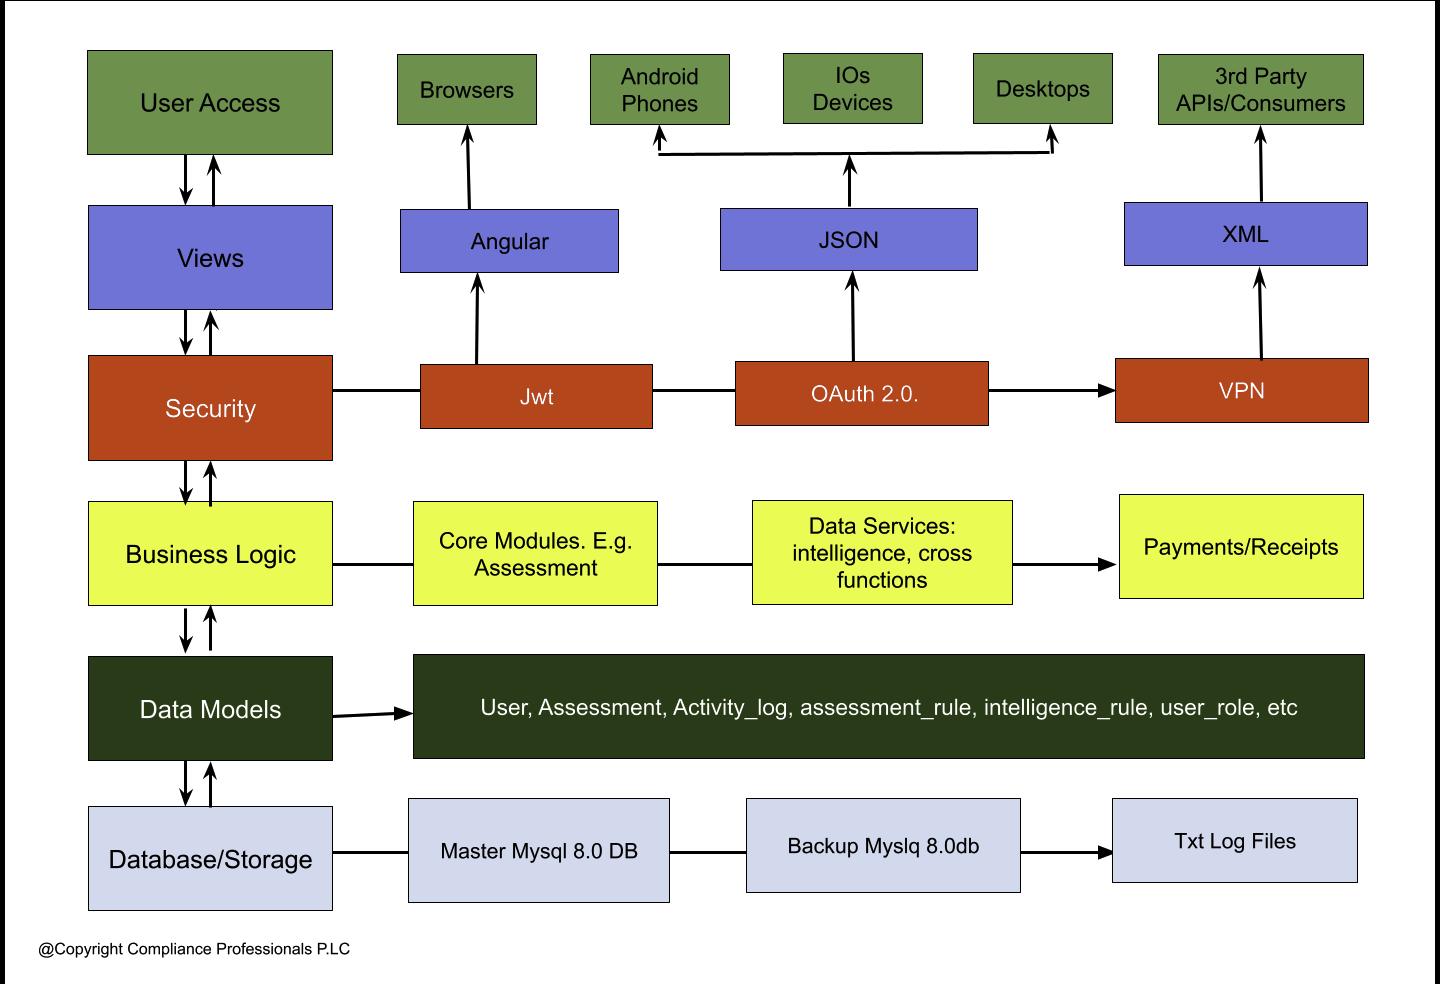 User Access
Browsers
Android
Phones
IOs
Devices
Desktops
3rd Party
APIs/Consumers
Views
Angular
JSON
XML
Security
Jwt
OAuth 2.0.
VPN
Business Logic
Core Modules. E.g.
Assessment
Data Services:
intelligence, cross
functions
Payments/Receipts
Data Models
User, Assessment, Activity_log, assessment_rule, intelligence_rule, user_role, etc
Database/Storage
Master Mysql 8.0 DB
Backup Myslq 8.0db
Txt Log Files
@Copyright Compliance Professionals P.LC